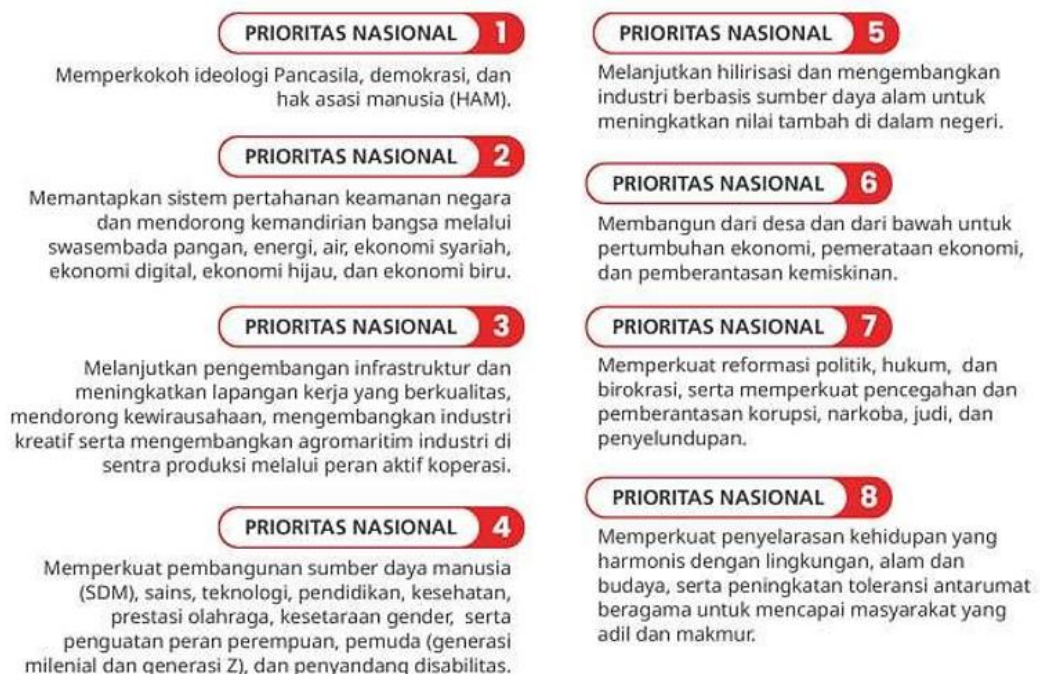 PRIORITAS NASIONAL 1
Memperkokoh ideologi Pancasila, demokrasi, dan
hak asasi manusia (HAM).
PRIORITAS NASIONAL 2
Memantapkan sistem pertahanan keamanan negara
dan mendorong kemandirian bangsa melalui
swasembada pangan, energi, air, ekonomi syariah,
ekonomi digital, ekonomi hijau, dan ekonomi biru.
PRIORITAS NASIONAL 3
Melanjutkan pengembangan infrastruktur dan
meningkatkan lapangan kerja yang berkualitas,
mendorong kewirausahaan, mengembangkan industri
kreatif serta mengembangkan agromaritim industri di
sentra produksi melalui peran aktif koperasi.
PRIORITAS NASIONAL 4
Memperkuat pembangunan sumber daya manusia
(SDM), sains, teknologi, pendidikan, kesehatan,
prestasi olahraga, kesetaraan gender, serta
penguatan peran perempuan, pemuda (generasi
milenial dan generasi Z), dan penyandang disabilitas.
PRIORITAS NASIONAL 5
Melanjutkan hilirisasi dan mengembangkan
industri berbasis sumber daya alam untuk
meningkatkan nilai tambah di dalam negeri.
PRIORITAS NASIONAL 6
Membangun dari desa dan dari bawah untuk
pertumbuhan ekonomi, pemerataan ekonomi,
dan pemberantasan kemiskinan.
PRIORITAS NASIONAL 7
Memperkuat reformasi politik, hukum, dan
birokrasi, serta memperkuat pencegahan dan
pemberantasan korupsi, narkoba, judi, dan
penyelundupan.
PRIORITAS NASIONAL 8
Memperkuat penyelarasan kehidupan yang
harmonis dengan lingkungan, alam dan
budaya, serta peningkatan toleransi antarumat
beragama untuk mencapai masyarakat yang
adil dan makmur.